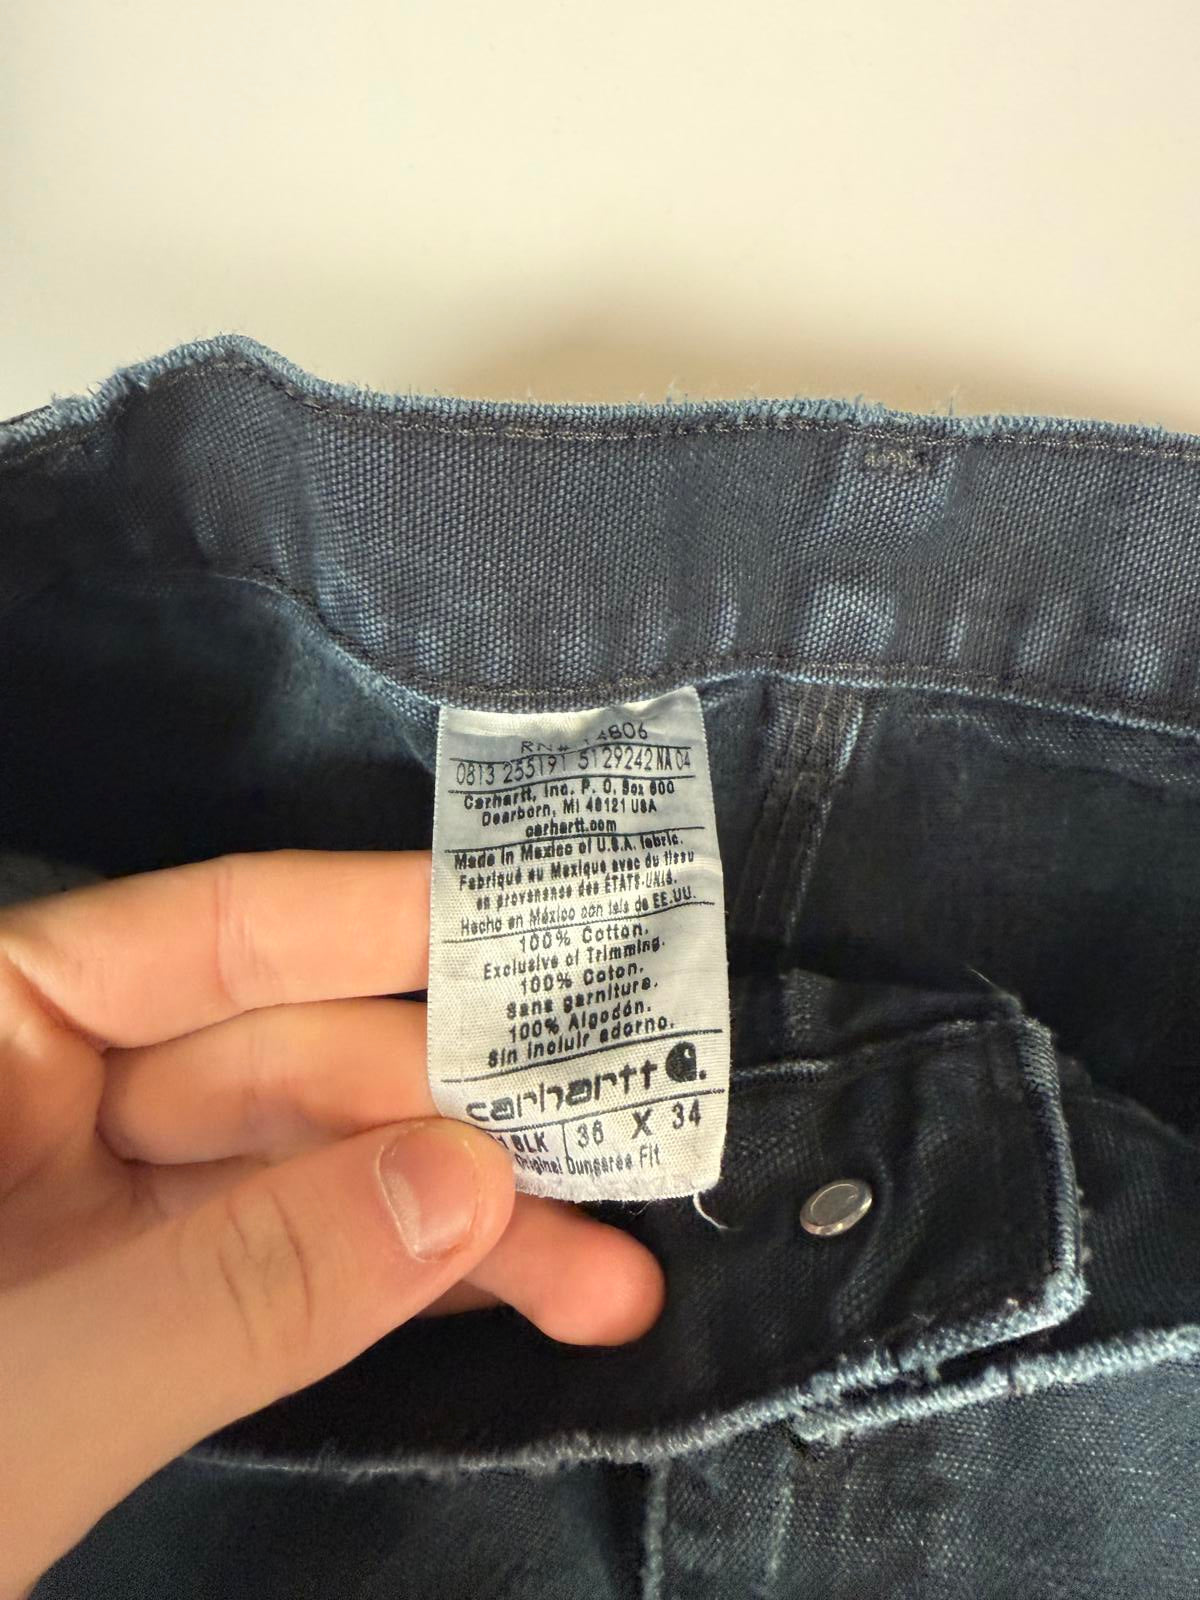 RN# 14806
0813 255191 5129242 NA 04
Carhartt, Inc. P. O. Box 600
Dearborn, MI 48121 USA
carhartt.com
Made in Mexico of U.S.A. fabric.
Fabriqué au Mexique avec du tissu
en provenance des ÉTATS-UNIS.
Hecho en México con tela de EE.UU.
100% Cotton.
Exclusive of Trimming.
100% Coton.
Sans garniture.
100% Algodón.
Sin incluir adorno.
carhartt
BLK 36 X 34
Original Dungaree Fit